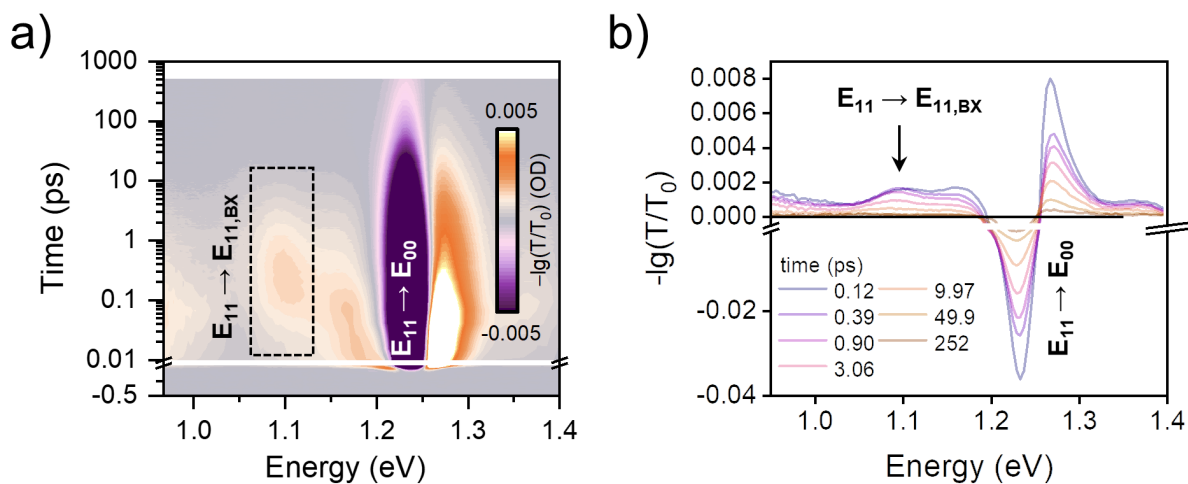 a)
1000
100
10
1
0.1
0.01
-0.5
Time (ps)
E11 → E11,BX
E11 → E00
0.005
-0.005
−lg(T/T0) (OD)
1.0 1.1 1.2 1.3 1.4
Energy (eV)
b)
0.008
0.006
0.004
0.002
0.000
-0.02
-0.04
-lg(T/T0)
E11 → E11,BX
E11 → E00
time (ps)
0.12 9.97
0.39 49.9
0.90 252
3.06
1.0 1.1 1.2 1.3 1.4
Energy (eV)